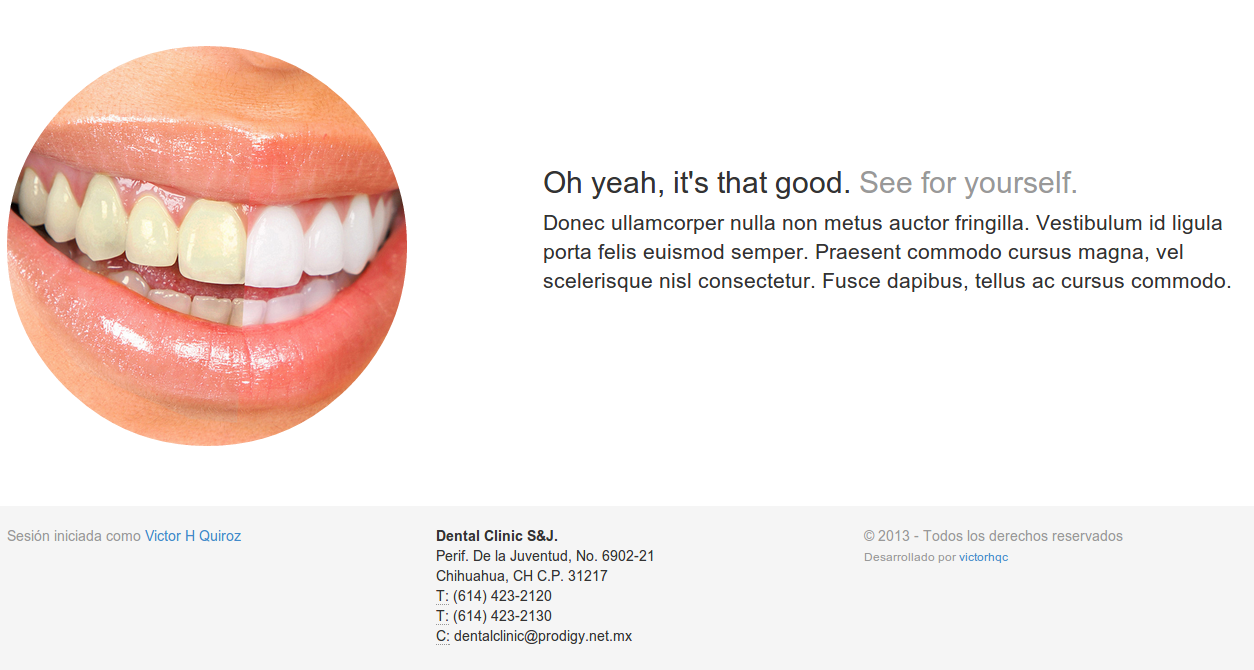 Oh yeah, it's that good. See for yourself.
Donec ullamcorper nulla non metus auctor fringilla. Vestibulum id ligula
porta felis euismod semper. Praesent commodo cursus magna, vel
scelerisque nisl consectetur. Fusce dapibus, tellus ac cursus commodo.
Sesión iniciada como Victor H Quiroz
Dental Clinic S&J.
Perif. De la Juventud, No. 6902-21
Chihuahua, CH C.P. 31217
T: (614) 423-2120
T: (614) 423-2130
C: dentalclinic@prodigy.net.mx
© 2013 - Todos los derechos reservados
Desarrollado por victorhqc